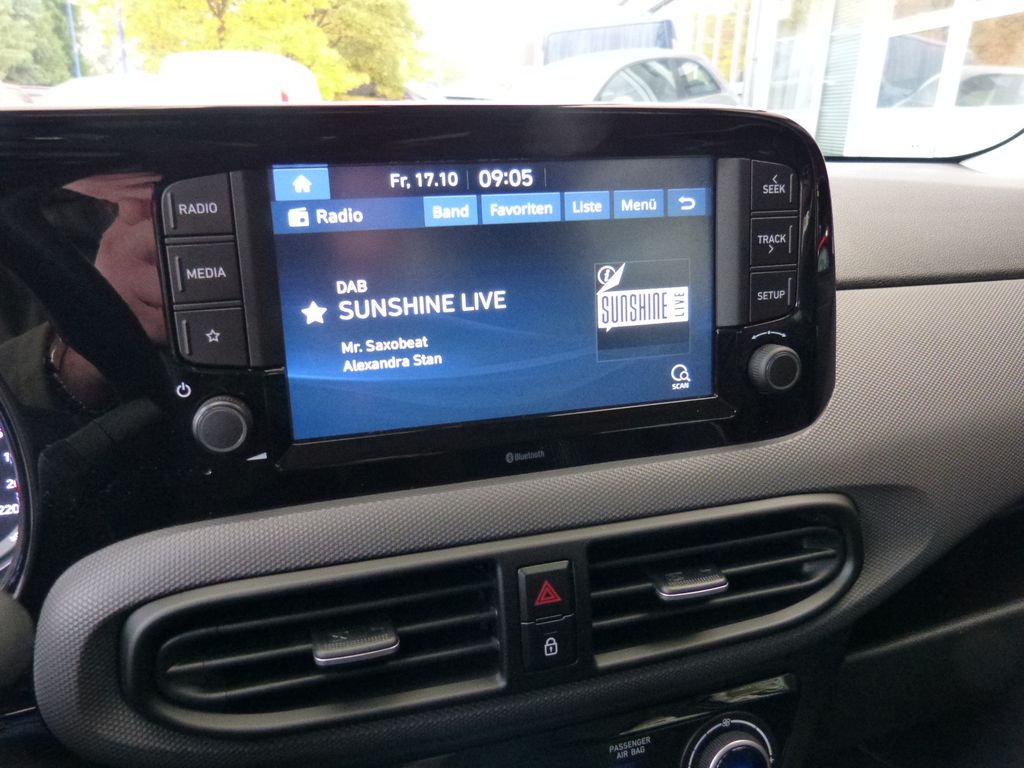 Fr, 17.10 09:05
Radio Band Favoriten Liste Menü
DAB
SUNSHINE LIVE
Mr. Saxobeat
Alexandra Stan
SUNSHINE LIVE
SCAN
RADIO
MEDIA
SEEK
TRACK
SETUP
Bluetooth
220
PASSENGER
AIR BAG